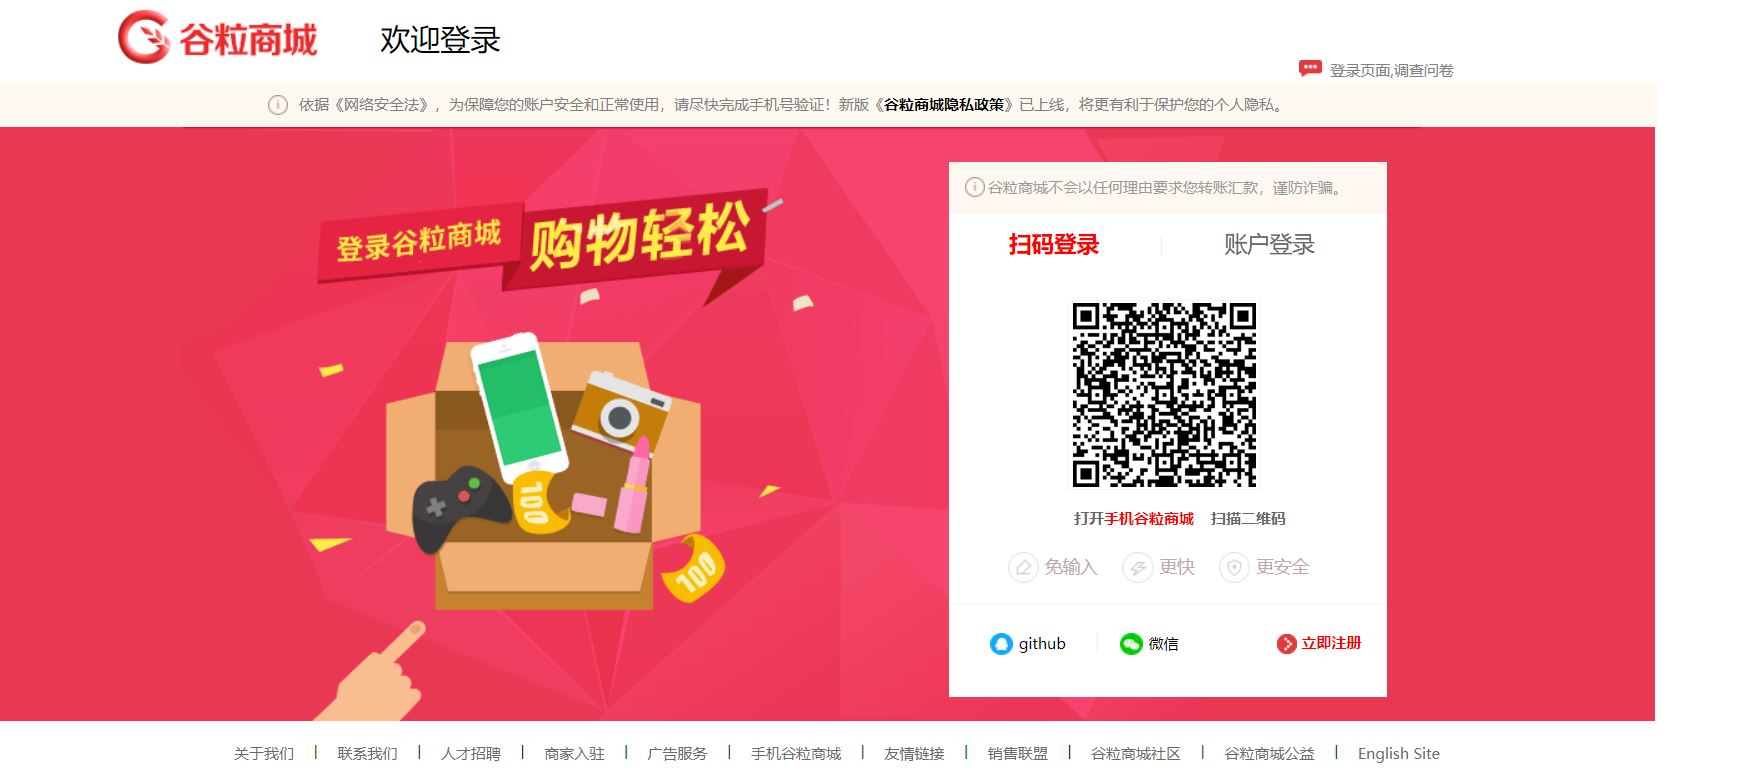 谷粒商城
欢迎登录
登录页面,调查问卷
依据《网络安全法》，为保障您的账户安全和正常使用，请尽快完成手机号验证！新版《谷粒商城隐私政策》已上线，将更有利于保护您的个人隐私。
登录谷粒商城
购物轻松
100
100
谷粒商城不会以任何理由要求您转账汇款，谨防诈骗。
扫码登录 账户登录
打开手机谷粒商城 扫描二维码
免输入 更快 更安全
github 微信 立即注册
关于我们 | 联系我们 | 人才招聘 | 商家入驻 | 广告服务 | 手机谷粒商城 | 友情链接 | 销售联盟 | 谷粒商城社区 | 谷粒商城公益 | English Site